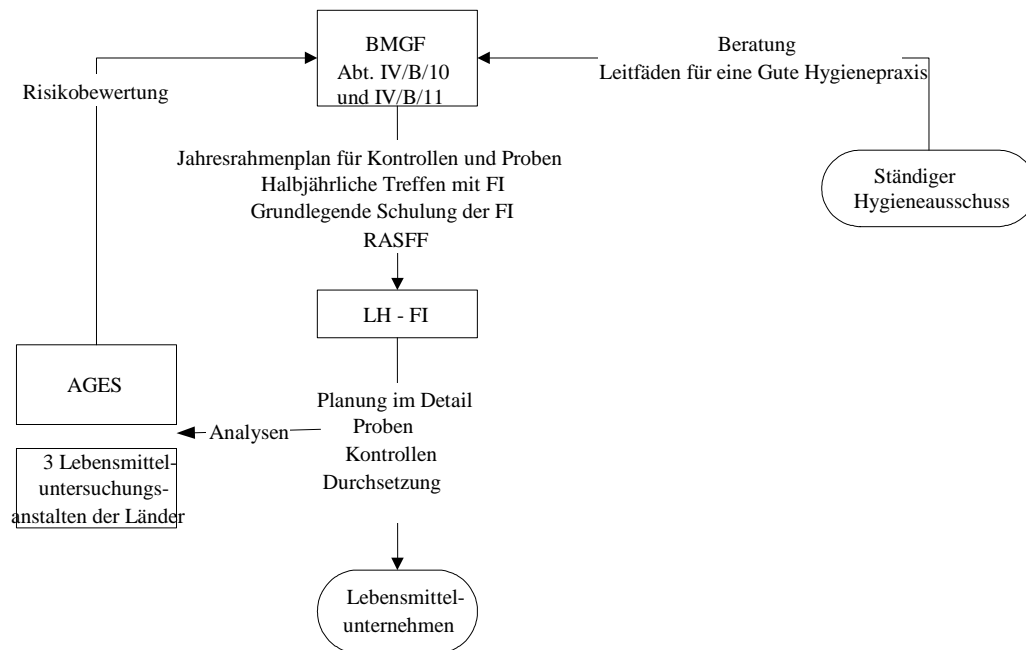 BMGF
Abt. IV/B/10
und IV/B/11
Beratung
Leitfäden für eine Gute Hygienepraxis
Risikobewertung
Jahresrahmenplan für Kontrollen und Proben
Halbjährliche Treffen mit FI
Grundlegende Schulung der FI
RASFF
Ständiger
Hygieneausschuss
LH - FI
AGES
Planung im Detail
Proben
Kontrollen
Durchsetzung
Analysen
3 Lebensmittel-
untersuchungs-
anstalten der Länder
Lebensmittel-
unternehmen